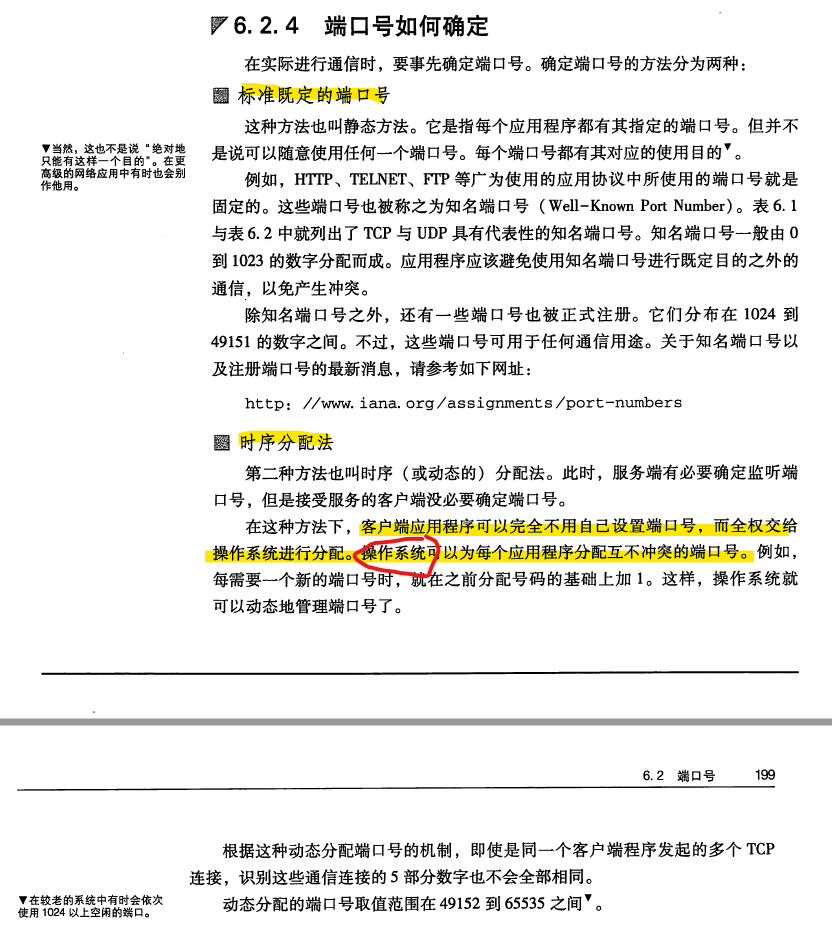 6.2.4 端口号如何确定
在实际进行通信时，要事先确定端口号。确定端口号的方法分为两种：
标准既定的端口号
这种方法也叫静态方法。它是指每个应用程序都有其指定的端口号。但并不
是说可以随意使用任何一个端口号。每个端口号都有其对应的使用目的▼。
▼当然，这也不是说“绝对地
只能有这样一个目的”。在更
高级的网络应用中有时也会别
作他用。
例如，HTTP、TELNET、FTP 等广为使用的应用协议中所使用的端口号就是
固定的。这些端口号也被称之为知名端口号（Well-Known Port Number）。表 6.1
与表 6.2 中就列出了 TCP 与 UDP 具有代表性的知名端口号。知名端口号一般由 0
到 1023 的数字分配而成。应用程序应该避免使用知名端口号进行既定目的之外的
通信，以免产生冲突。
除知名端口号之外，还有一些端口号也被正式注册。它们分布在 1024 到
49151 的数字之间。不过，这些端口号可用于任何通信用途。关于知名端口号以
及注册端口号的最新消息，请参考如下网址：
http: //www.iana.org/assignments/port-numbers
时序分配法
第二种方法也叫时序（或动态的）分配法。此时，服务端有必要确定监听端
口号，但是接受服务的客户端没必要确定端口号。
在这种方法下，客户端应用程序可以完全不用自己设置端口号，而全权交给
操作系统进行分配。操作系统可以为每个应用程序分配互不冲突的端口号。例如，
每需要一个新的端口号时，就在之前分配号码的基础上加 1。这样，操作系统就
可以动态地管理端口号了。
6.2 端口号 199
根据这种动态分配端口号的机制，即使是同一个客户端程序发起的多个 TCP
连接，识别这些通信连接的 5 部分数字也不会全部相同。
动态分配的端口号取值范围在 49152 到 65535 之间▼。
▼在较老的系统中有时会依次
使用 1024 以上空闲的端口。